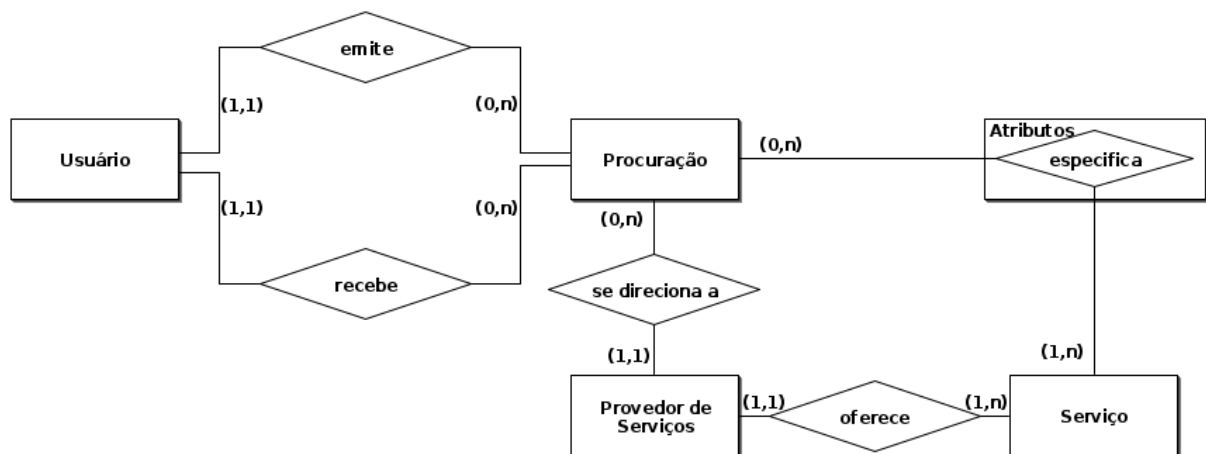 emite
(1,1)
(0,n)
Usuário
Procuração
(0,n)
Atributos
especifica
(1,1)
(0,n)
(0,n)
recebe
se direciona a
(1,1)
(1,n)
Provedor de
Serviços
(1,1)
oferece
(1,n)
Serviço